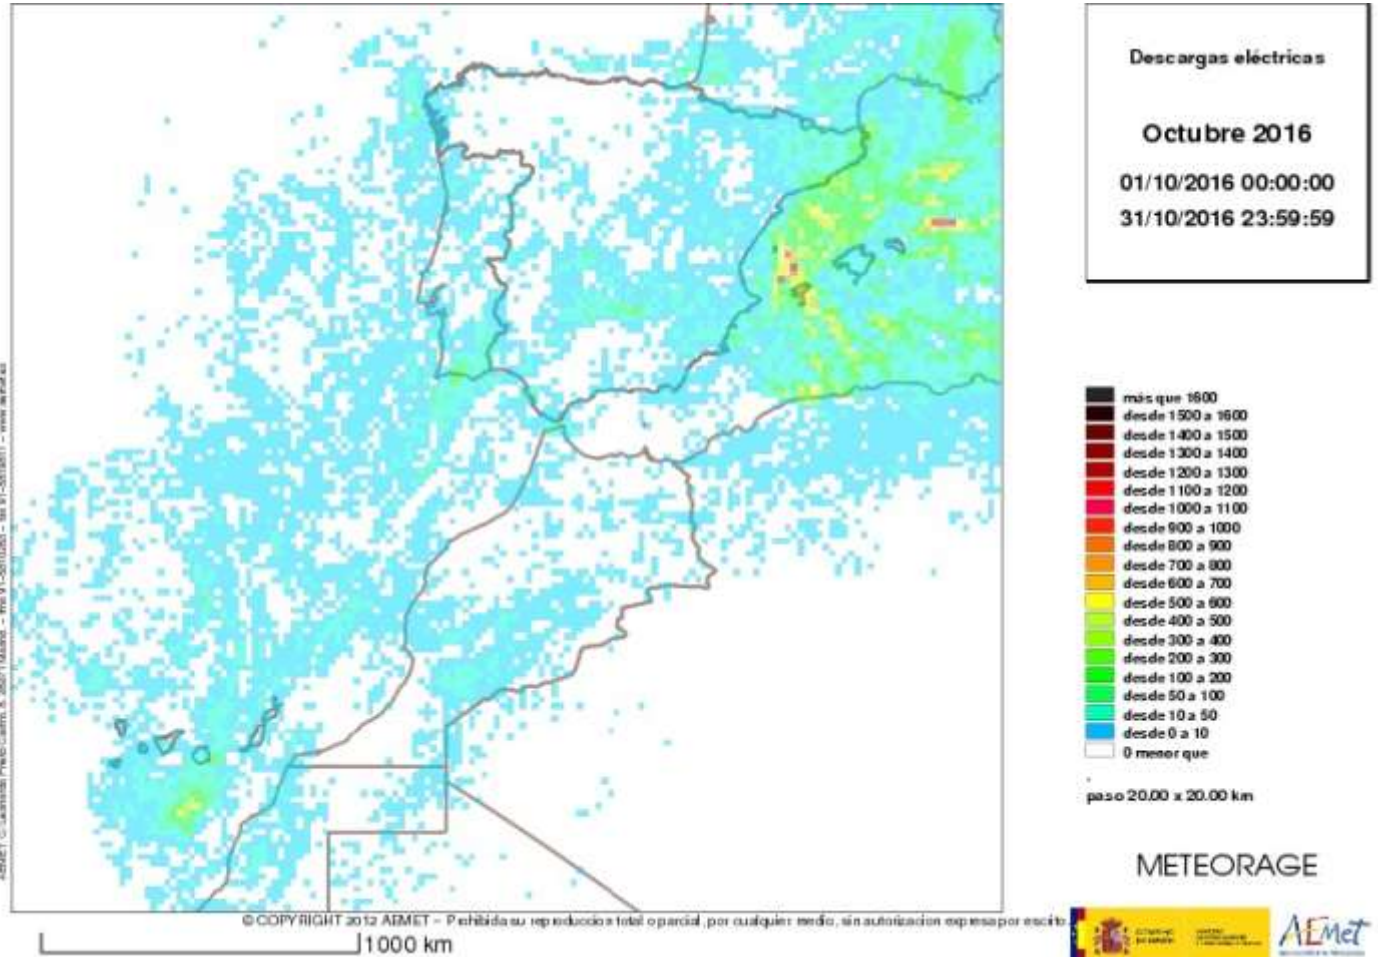 Descargas eléctricas
Octubre 2016
01/10/2016 00:00:00
31/10/2016 23:59:59
más que 1600
desde 1500 a 1600
desde 1400 a 1500
desde 1300 a 1400
desde 1200 a 1300
desde 1100 a 1200
desde 1000 a 1100
desde 900 a 1000
desde 800 a 900
desde 700 a 800
desde 600 a 700
desde 500 a 600
desde 400 a 500
desde 300 a 400
desde 200 a 300
desde 100 a 200
desde 50 a 100
desde 10 a 50
desde 0 a 10
0 menor que
.
paso 20.00 x 20.00 km
METEORAGE
© COPYRIGHT 2012 AEMET - Prohibida su reproduccion total o parcial, por cualquier medio, sin autorizacion expresa por escrito.
1000 km
AEMet